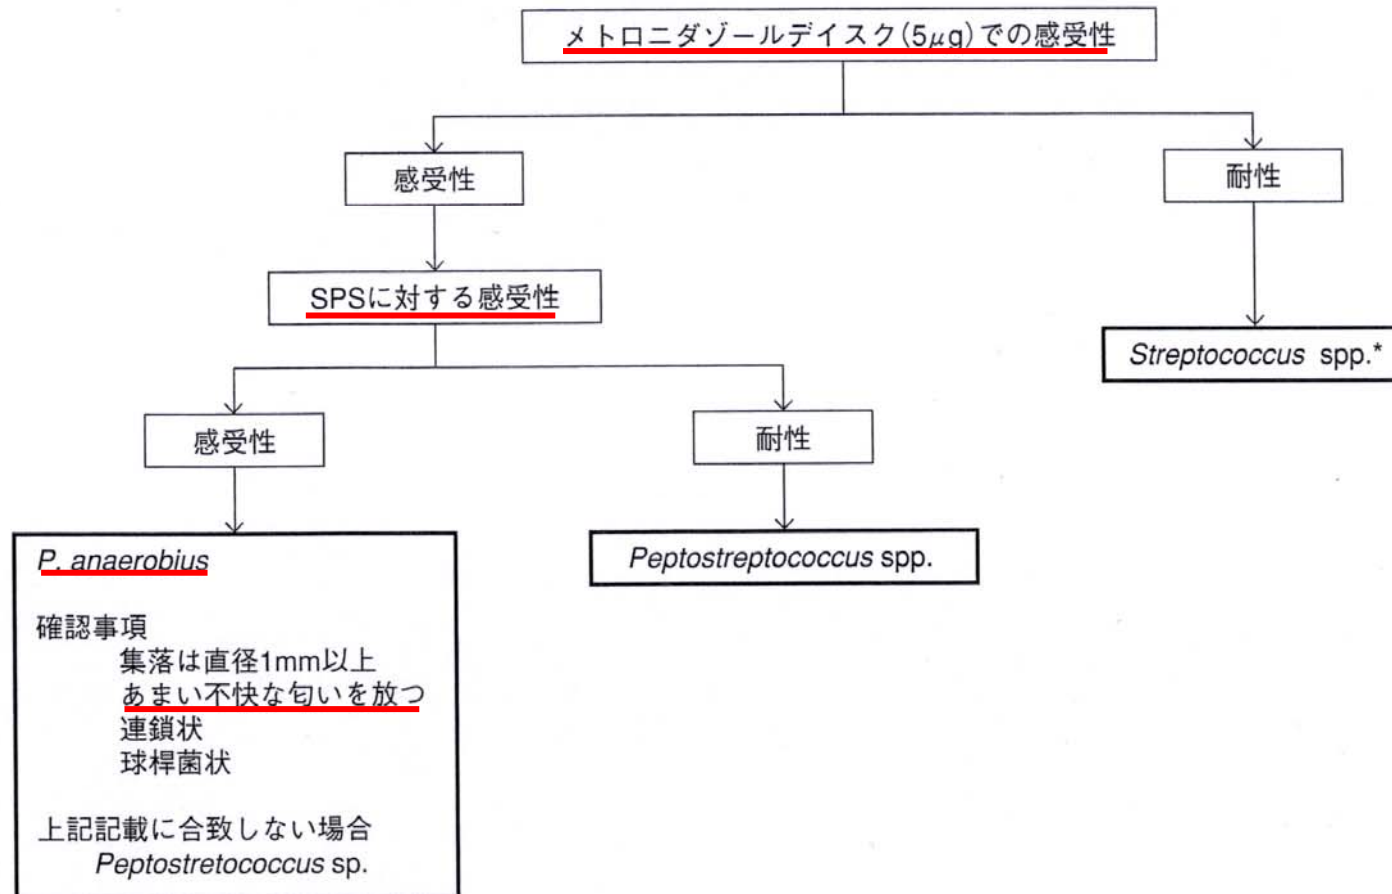 メトロニダゾールデイスク(5μg)での感受性
感受性
耐性
SPSに対する感受性
Streptococcus spp.*
感受性
耐性
P. anaerobius
Peptostreptococcus spp.
確認事項
集落は直径1mm以上
あまい不快な匂いを放つ
連鎖状
球桿菌状
上記記載に合致しない場合
Peptostretococcus sp.